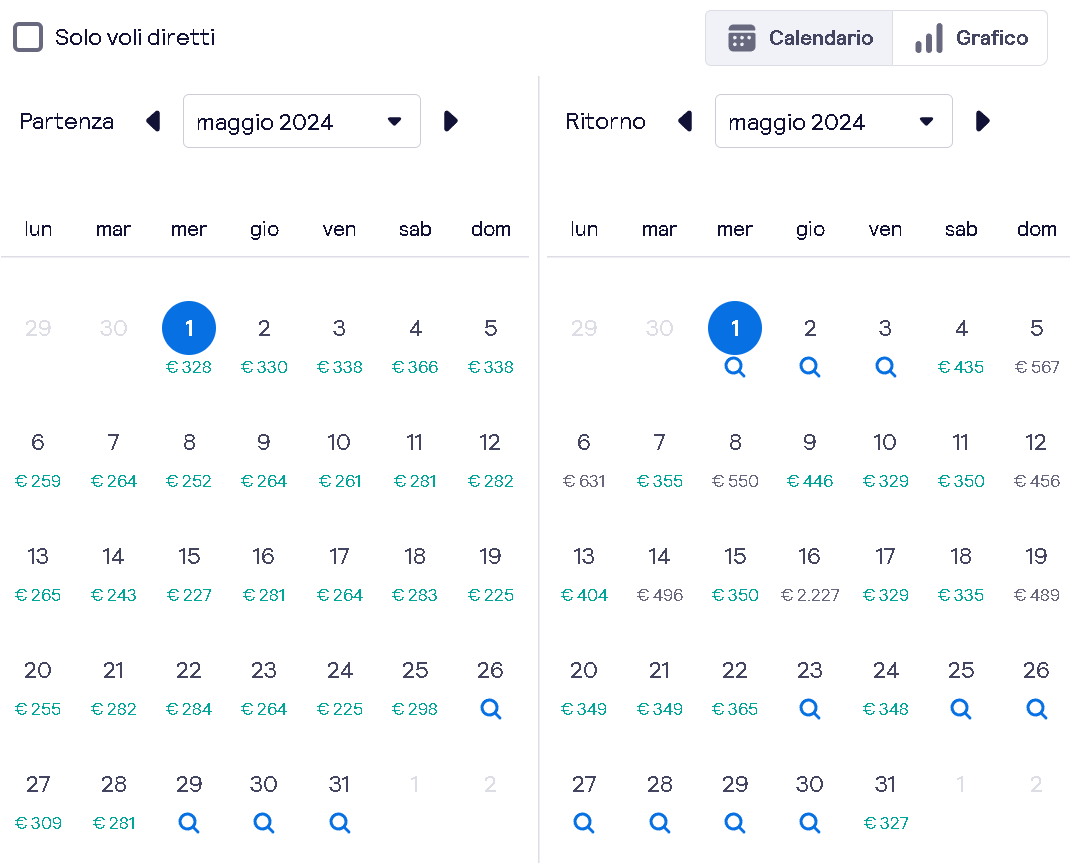 Solo voli diretti
Calendario
Grafico
Partenza
maggio 2024
lun mar mer gio ven sab dom
29 30 1 2 3 4 5
€ 328 € 330 € 338 € 366 € 338
6 7 8 9 10 11 12
€ 259 € 264 € 252 € 264 € 261 € 281 € 282
13 14 15 16 17 18 19
€ 265 € 243 € 227 € 281 € 264 € 283 € 225
20 21 22 23 24 25 26
€ 255 € 282 € 284 € 264 € 225 € 298
27 28 29 30 31 1 2
€ 309 € 281
Ritorno
maggio 2024
lun mar mer gio ven sab dom
29 30 1 2 3 4 5
€ 435 € 567
6 7 8 9 10 11 12
€ 631 € 355 € 550 € 446 € 329 € 350 € 456
13 14 15 16 17 18 19
€ 404 € 496 € 350 € 2.227 € 329 € 335 € 489
20 21 22 23 24 25 26
€ 349 € 349 € 365 € 348
27 28 29 30 31 1 2
€ 327